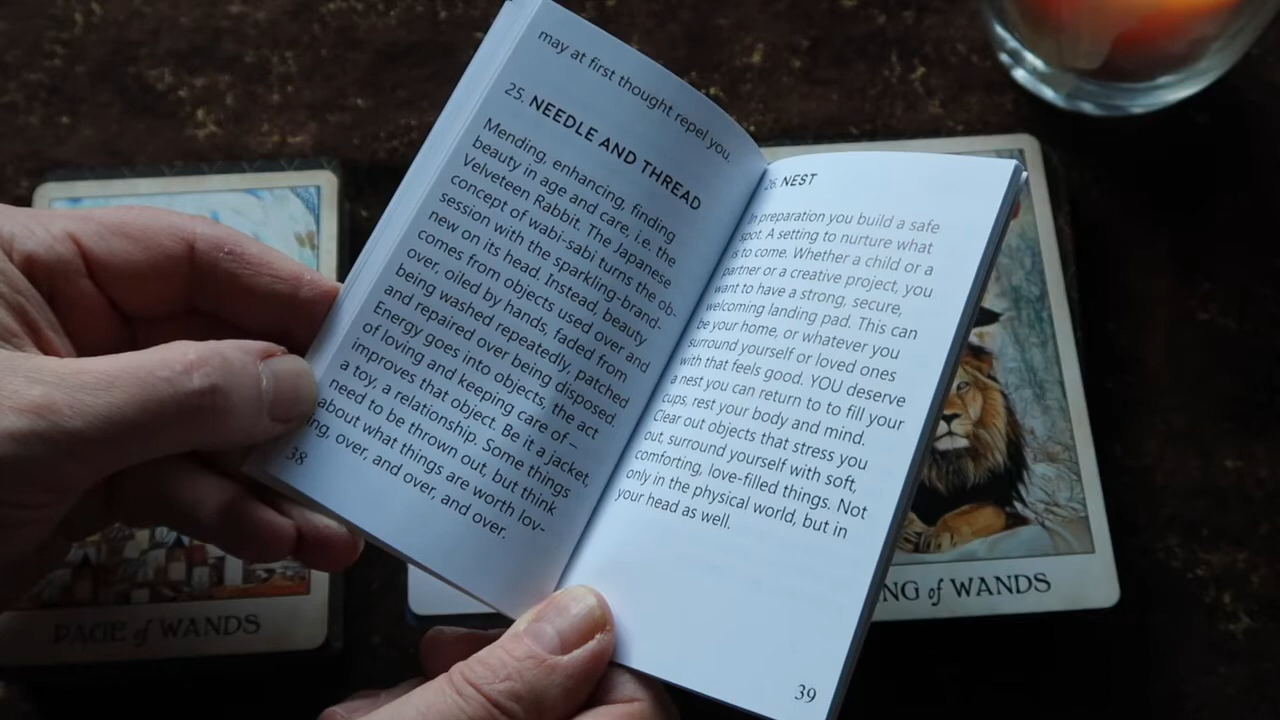 may at first thought repel you.
25. NEEDLE AND THREAD
Mending, enhancing, finding
beauty in age and care, i.e. the
Velveteen Rabbit. The Japanese
concept of wabi-sabi turns the ob-
session with the sparkling-brand-
new on its head. Instead, beauty
comes from objects used over and
over, oiled by hands, faded from
being washed repeatedly, patched
and repaired over being disposed.
Energy goes into objects, the act
of loving and keeping care of –
improves that object. Be it a jacket,
a toy, a relationship. Some things
need to be thrown out, but think
about what things are worth lov-
ing, over, and over, and over.
38
26. NEST
In preparation you build a safe
spot. A setting to nurture what
is to come. Whether a child or a
partner or a creative project, you
want to have a strong, secure,
welcoming landing pad. This can
be your home, or whatever you
surround yourself or loved ones
with that feels good. YOU deserve
a nest you can return to to fill your
cups, rest your body and mind.
Clear out objects that stress you
out, surround yourself with soft,
comforting, love-filled things. Not
only in the physical world, but in
your head as well.
39
PAGE of WANDS
NG of WANDS